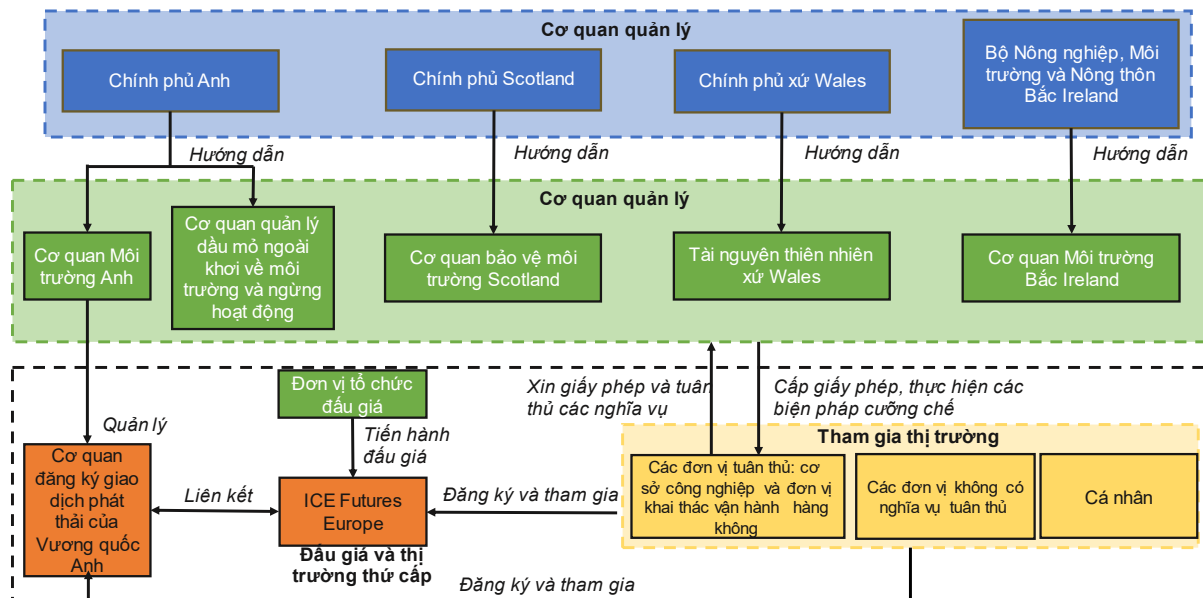 Cơ quan quản lý
Chính phủ Anh
Chính phủ Scotland
Chính phủ xứ Wales
Bộ Nông nghiệp, Môi
trường và Nông thôn
Bắc Ireland
Hướng dẫn
Hướng dẫn
Hướng dẫn
Hướng dẫn
Cơ quan quản lý
Cơ quan Môi
trường Anh
Cơ quan quản lý
dầu mỏ ngoài
khơi về môi
trường và ngừng
hoạt động
Cơ quan bảo vệ môi
trường Scotland
Tài nguyên thiên nhiên
xứ Wales
Cơ quan Môi trường
Bắc Ireland
Đơn vị tổ chức
đấu giá
Xin giấy phép và tuân
thủ các nghĩa vụ
Cấp giấy phép, thực hiện các
biện pháp cưỡng chế
Quản lý
Tiến hành
đấu giá
Tham gia thị trường
Cơ quan
đăng ký giao
dịch phát
thải của
Vương quốc
Anh
Liên kết
ICE Futures
Europe
Đấu giá và thị
trường thứ cấp
Đăng ký và tham gia
Các đơn vị tuân thủ: cơ
sở công nghiệp và đơn vị
khai thác vận hành hàng
không
Các đơn vị không có
nghĩa vụ tuân thủ
Cá nhân
Đăng ký và tham gia